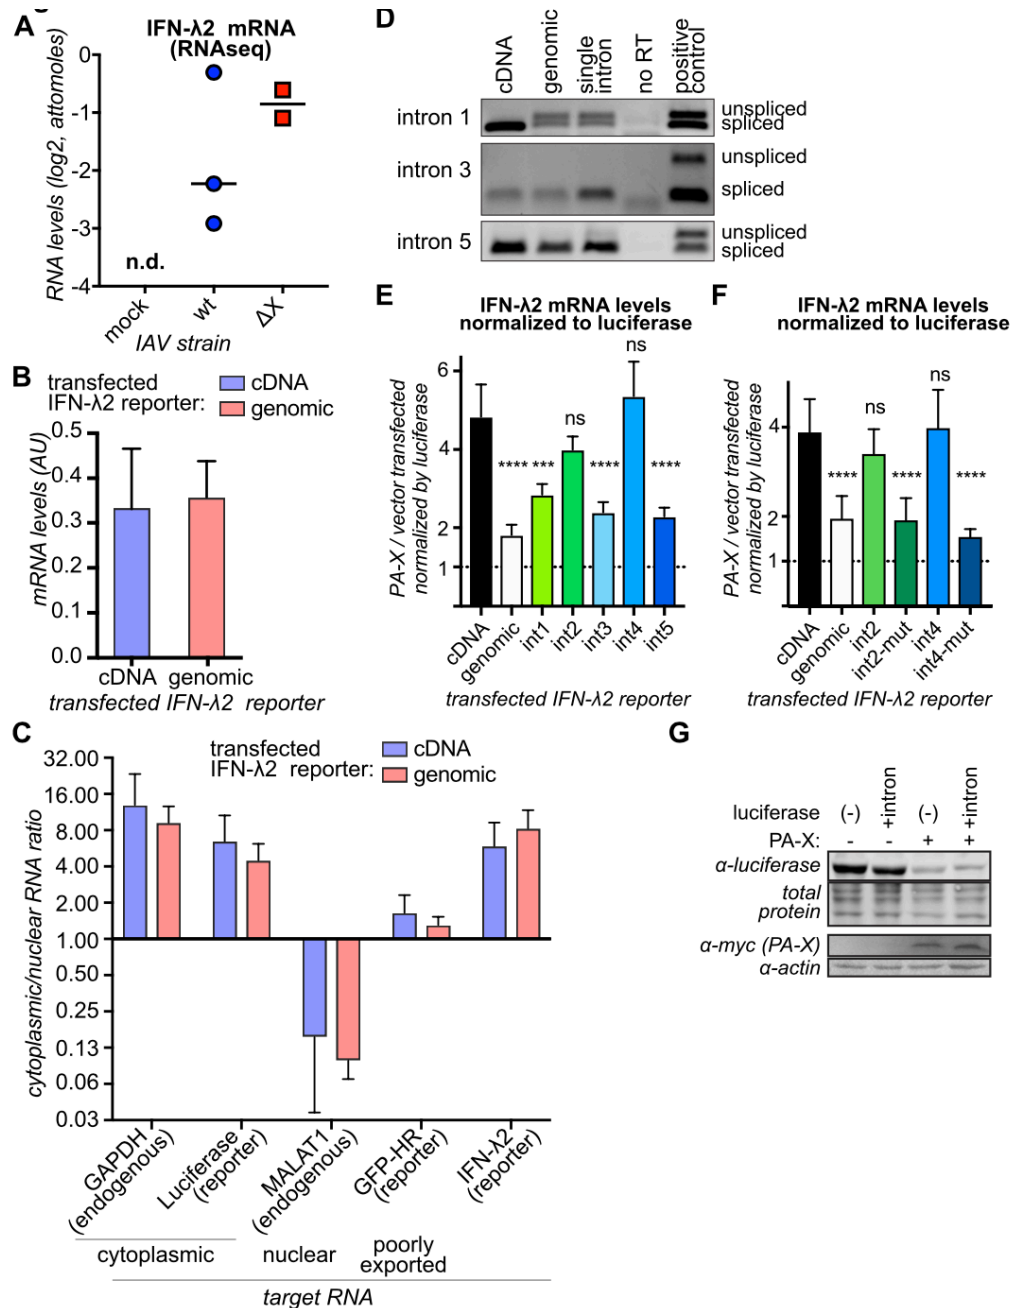 A
IFN-λ2 mRNA
(RNAseq)
RNA levels (log2, attomoles)
0
-1
-2
-3
-4
n.d.
mock
wt
ΔX
IAV strain
B
transfected
IFN-λ2 reporter:
cDNA
genomic
mRNA levels (AU)
0.5
0.4
0.3
0.2
0.1
0.0
cDNA
genomic
transfected IFN-λ2 reporter
C
transfected
IFN-λ2 reporter:
cDNA
genomic
cytoplasmic/nuclear RNA ratio
32.00
16.00
8.00
4.00
2.00
1.00
0.50
0.25
0.13
0.06
0.03
GAPDH
(endogenous)
Luciferase
(reporter)
MALAT1
(endogenous)
GFP-HR
(reporter)
IFN-λ2
(reporter)
cytoplasmic
nuclear
poorly
exported
target RNA
D
cDNA
genomic
single
intron
no RT
positive
control
intron 1
unspliced
spliced
intron 3
unspliced
spliced
intron 5
unspliced
spliced
E
IFN-λ2 mRNA levels
normalized to luciferase
PA-X / vector transfected
normalized by luciferase
6
4
2
1
****
***
ns
****
ns
****
cDNA
genomic
int1
int2
int3
int4
int5
transfected IFN-λ2 reporter
F
IFN-λ2 mRNA levels
normalized to luciferase
PA-X / vector transfected
normalized by luciferase
4
2
1
****
ns
****
ns
****
cDNA
genomic
int2
int2-mut
int4
int4-mut
transfected IFN-λ2 reporter
G
luciferase (-) +intron (-) +intron
PA-X: - - + +
α-luciferase
total
protein
α-myc (PA-X)
α-actin